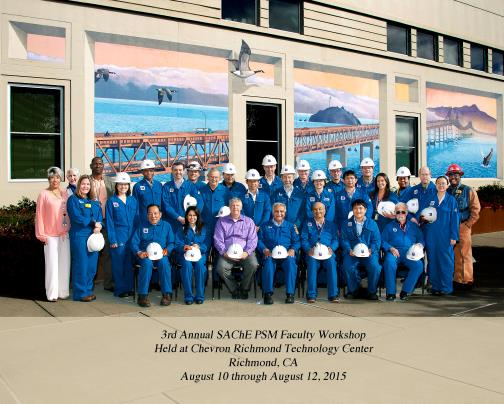 3rd Annual SAChE PSM Faculty Workshop
Held at Chevron Richmond Technology Center
Richmond, CA
August 10 through August 12, 2015